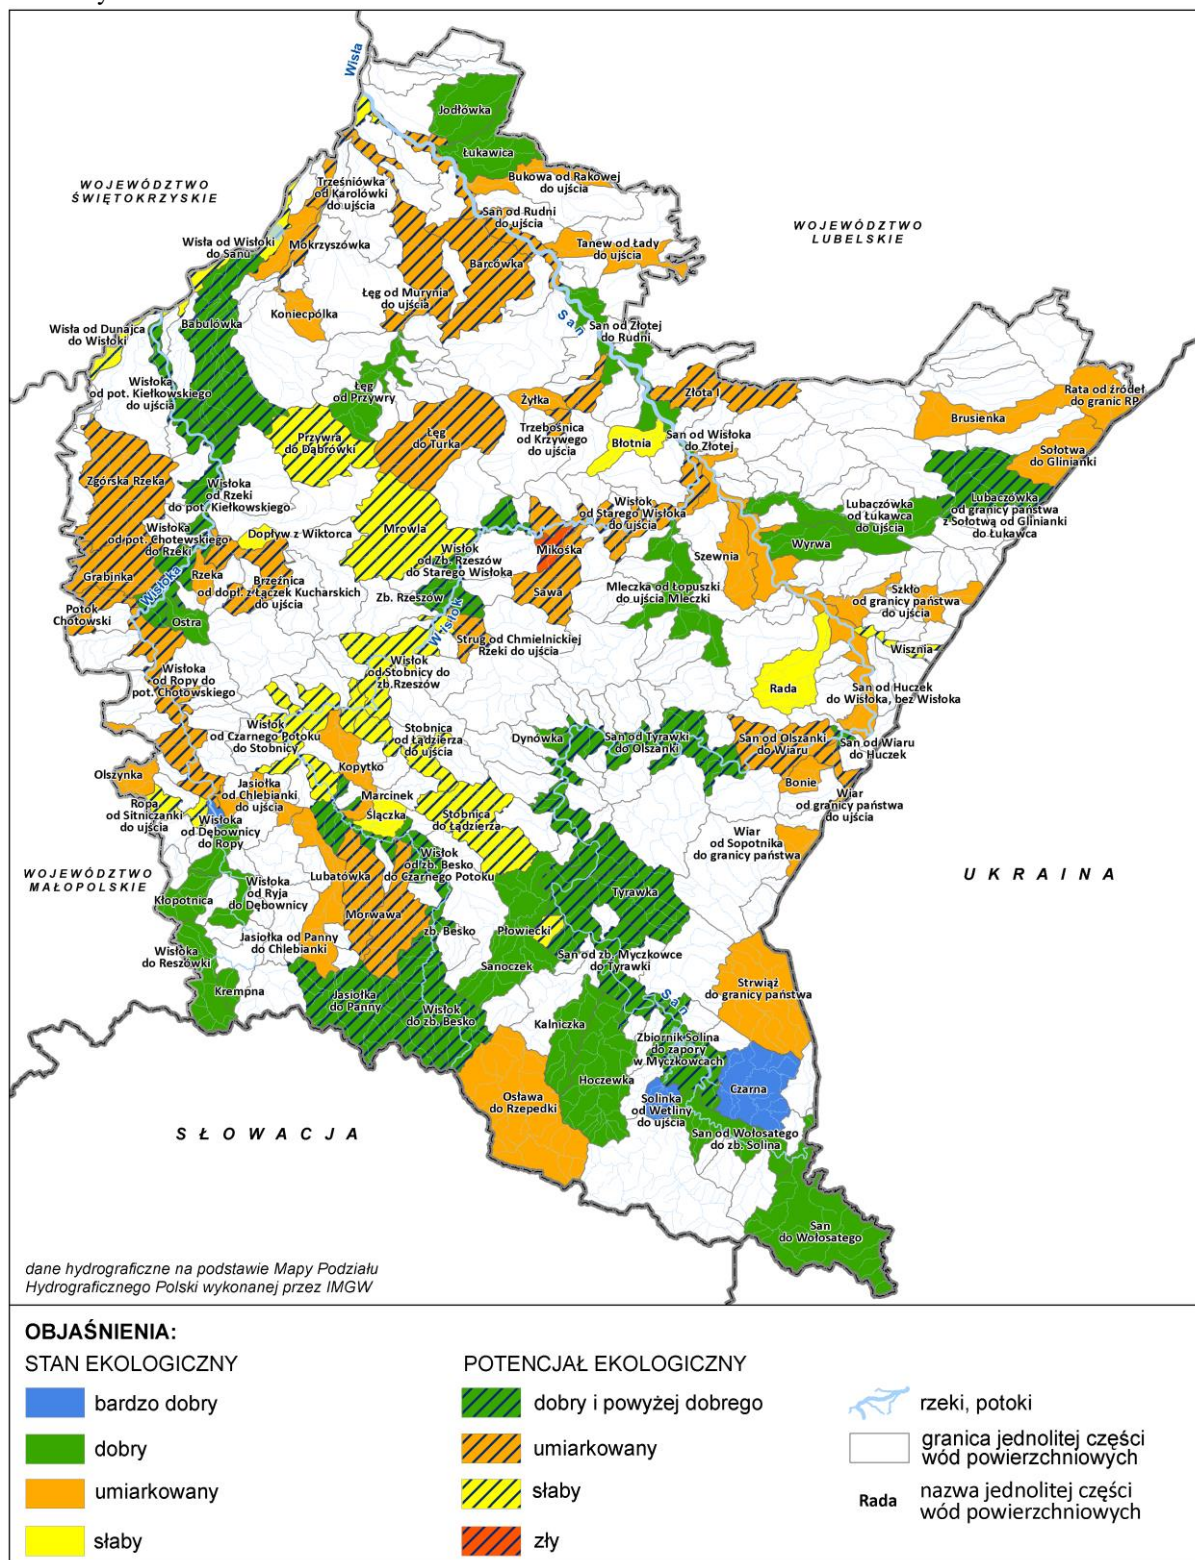 Wisła
Jodłówka
Łukawica
WOJEWÓDZTWO
ŚWIĘTOKRZYSKIE
Bukowa od Rakowej
do ujścia
Trześniówka
od Karolówki
do ujścia
San od Rudni
do ujścia
WOJEWÓDZTWO
LUBELSKIE
Wisła od Wisłoki
do Sanu
Mokrzyszówka
Tanew od Łady
do ujścia
Barcówka
Łęg od Murynia
do ujścia
Koniecpólka
San
Babulówka
Wisła od Dunajca
do Wisłoki
San od Złotej
do Rudni
Wisłoka
od pot. Kiełkowskiego
do ujścia
Łęg
od Przywry
Złota I
Rata od źródeł
do granic RP
Żyłka
Brusienka
Trzebośnica
od Krzywego
do ujścia
Przywra
do Dąbrówki
Łęg
do Turka
Błotnia
San od Wisłoka
do Złotej
Sołotwa
do Glinianki
Zgórska Rzeka
Wisłoka
od Rzeki
do pot. Kiełkowskiego
Wisłok
od Starego Wisłoka
do ujścia
Lubaczówka
od Łukawca
do ujścia
Lubaczówka
od granicy państwa
z Sołotwą od Glinianki
do Łukawca
Wisłoka
od pot. Chotewskiego
do Rzeki
Dopływ z Wiktorca
Mrowla
Wisłok
od Zb. Rzeszów
do Starego Wisłoka
Mikośka
Szewnia
Wyrwa
Grabinka
Wisłoka
Rzeka
Brzeźnica
od dopł. z Łączek Kucharskich
do ujścia
Zb. Rzeszów
Sawa
Mleczka od Łopuszki
do ujścia Mleczki
Szkło
od granicy państwa
do ujścia
Potok
Chotowski
Ostra
Wisłok
Strug od Chmielnickiej
Rzeki do ujścia
Wisznia
Wisłoka
od Ropy do
pot. Chotowskiego
Wisłok
od Stobnicy do
zb.Rzeszów
Rada
San od Huczek
do Wisłoka, bez Wisłoka
Wisłok
od Czarnego Potoku
do Stobnicy
Stobnica
od Łądzierza
do ujścia
Dynówka
San od Tyrawki
do Olszanki
San od Olszanki
do Wiaru
San od Wiaru
do Huczek
Olszynka
Jasiołka
od Chlebianki
do ujścia
Kopytko
Bonie
Wiar
od granicy państwa
do ujścia
Ropa
od Sitniczanki
do ujścia
Marcinek
Ślączka
Stobnica
do Łądzierza
Wisłoka
od Dębownicy
do Ropy
Wiar
od Sopotnika
do granicy państwa
WOJEWÓDZTWO
MAŁOPOLSKIE
Wisłok
od zb. Besko
do Czarnego Potoku
UKRAINA
Lubatówka
Kłopotnica
Wisłoka
od Ryja
do Dębownicy
Tyrawka
Morwawa
zb. Besko
Płowiecki
Jasiołka od Panny
do Chlebianki
Wisłoka
do Reszówki
San od zb. Myczkowce
do Tyrawki
Sanoczek
Krempna
Jasiołka
do Panny
Strwiąż
do granicy państwa
San
Wisłok
do zb. Besko
Kalniczka
Zbiornik Solina
do zapory
w Myczkowcach
Hoczewka
Czarna
Osława
do Rzepedki
Solinka
od Wetliny
do ujścia
SŁOWACJA
San od Wołosatego
do zb. Solina
San
do Wołosatego
dane hydrograficzne na podstawie Mapy Podziału
Hydrograficznego Polski wykonanej przez IMGW
OBJAŚNIENIA:
STAN EKOLOGICZNY
bardzo dobry
dobry
umiarkowany
słaby
POTENCJAŁ EKOLOGICZNY
dobry i powyżej dobrego
umiarkowany
słaby
zły
rzeki, potoki
granica jednolitej części
wód powierzchniowych
Rada
nazwa jednolitej części
wód powierzchniowych